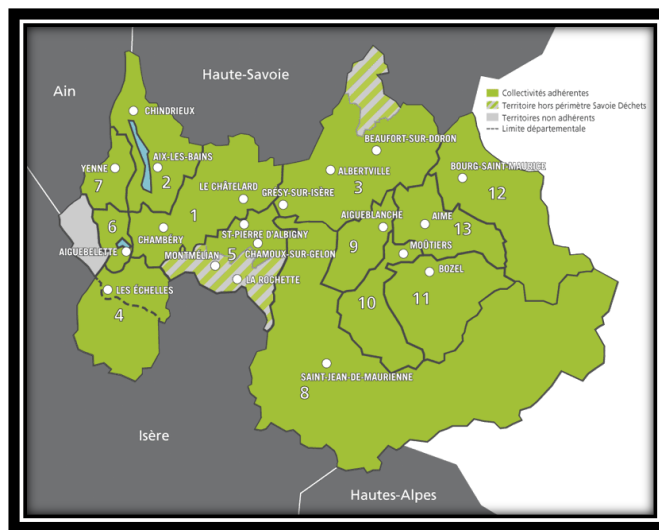 Haute-Savoie
Ain
Collectivités adhérentes
Territoire hors périmètre Savoie Déchets
Territoires non adhérents
Limite départementale
CHINDRIEUX
BEAUFORT-SUR-DORON
AIX-LES-BAINS
YENNE
ALBERTVILLE
BOURG-SAINT-MAURICE
7
2
3
12
LE CHÂTELARD
GRÉSY-SUR-ISÈRE
1
AIGUEBLANCHE
AIME
6
ST-PIERRE D'ALBIGNY
13
CHAMBÉRY
9
AIGUEBELETTE
MONTMÉLIAN
5
CHAMOUX-SUR-GELON
MOÛTIERS
BOZEL
LA ROCHETTE
11
LES ÉCHELLES
10
4
SAINT-JEAN-DE-MAURIENNE
8
Isère
Hautes-Alpes